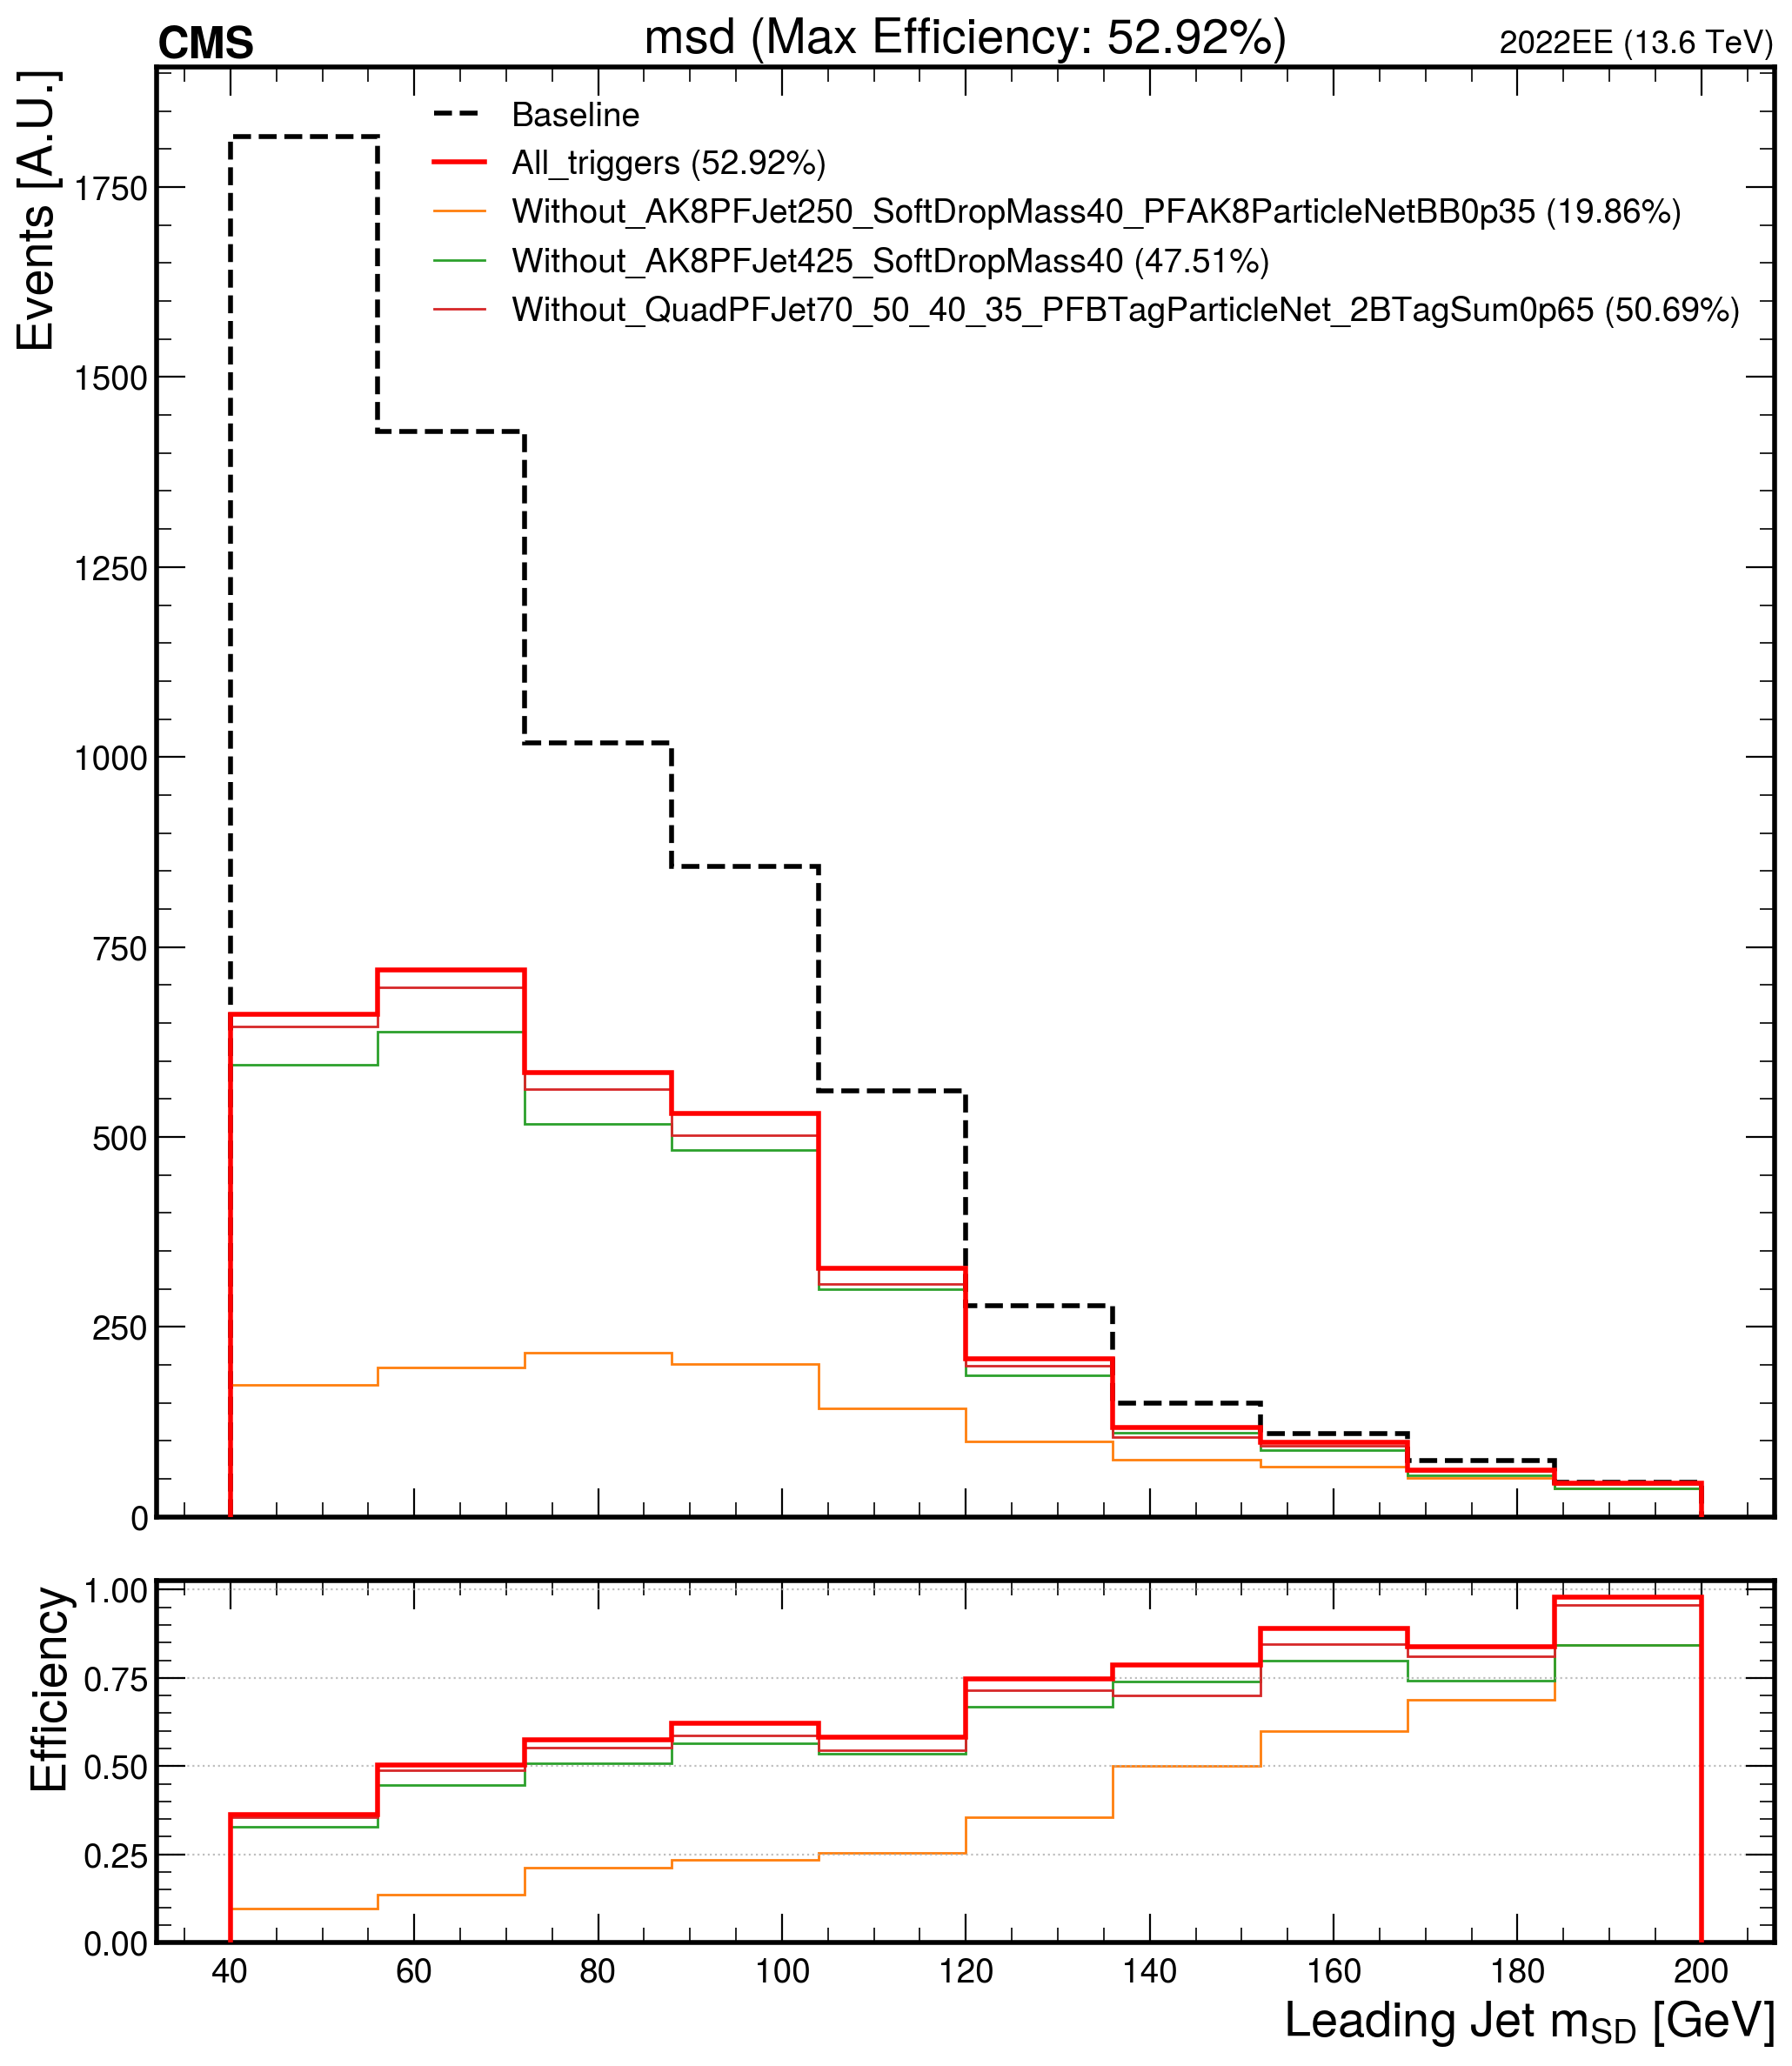 CMS msd (Max Efficiency: 52.92%) 2022EE (13.6 TeV)
Events [A.U.]
Baseline
All_triggers (52.92%)
Without_AK8PFJet250_SoftDropMass40_PFAK8ParticleNetBB0p35 (19.86%)
Without_AK8PFJet425_SoftDropMass40 (47.51%)
Without_QuadPFJet70_50_40_35_PFBTagParticleNet_2BTagSum0p65 (50.69%)
1750
1500
1250
1000
750
500
250
0
Efficiency
1.00
0.75
0.50
0.25
0.00
40 60 80 100 120 140 160 180 200
Leading Jet m_SD [GeV]